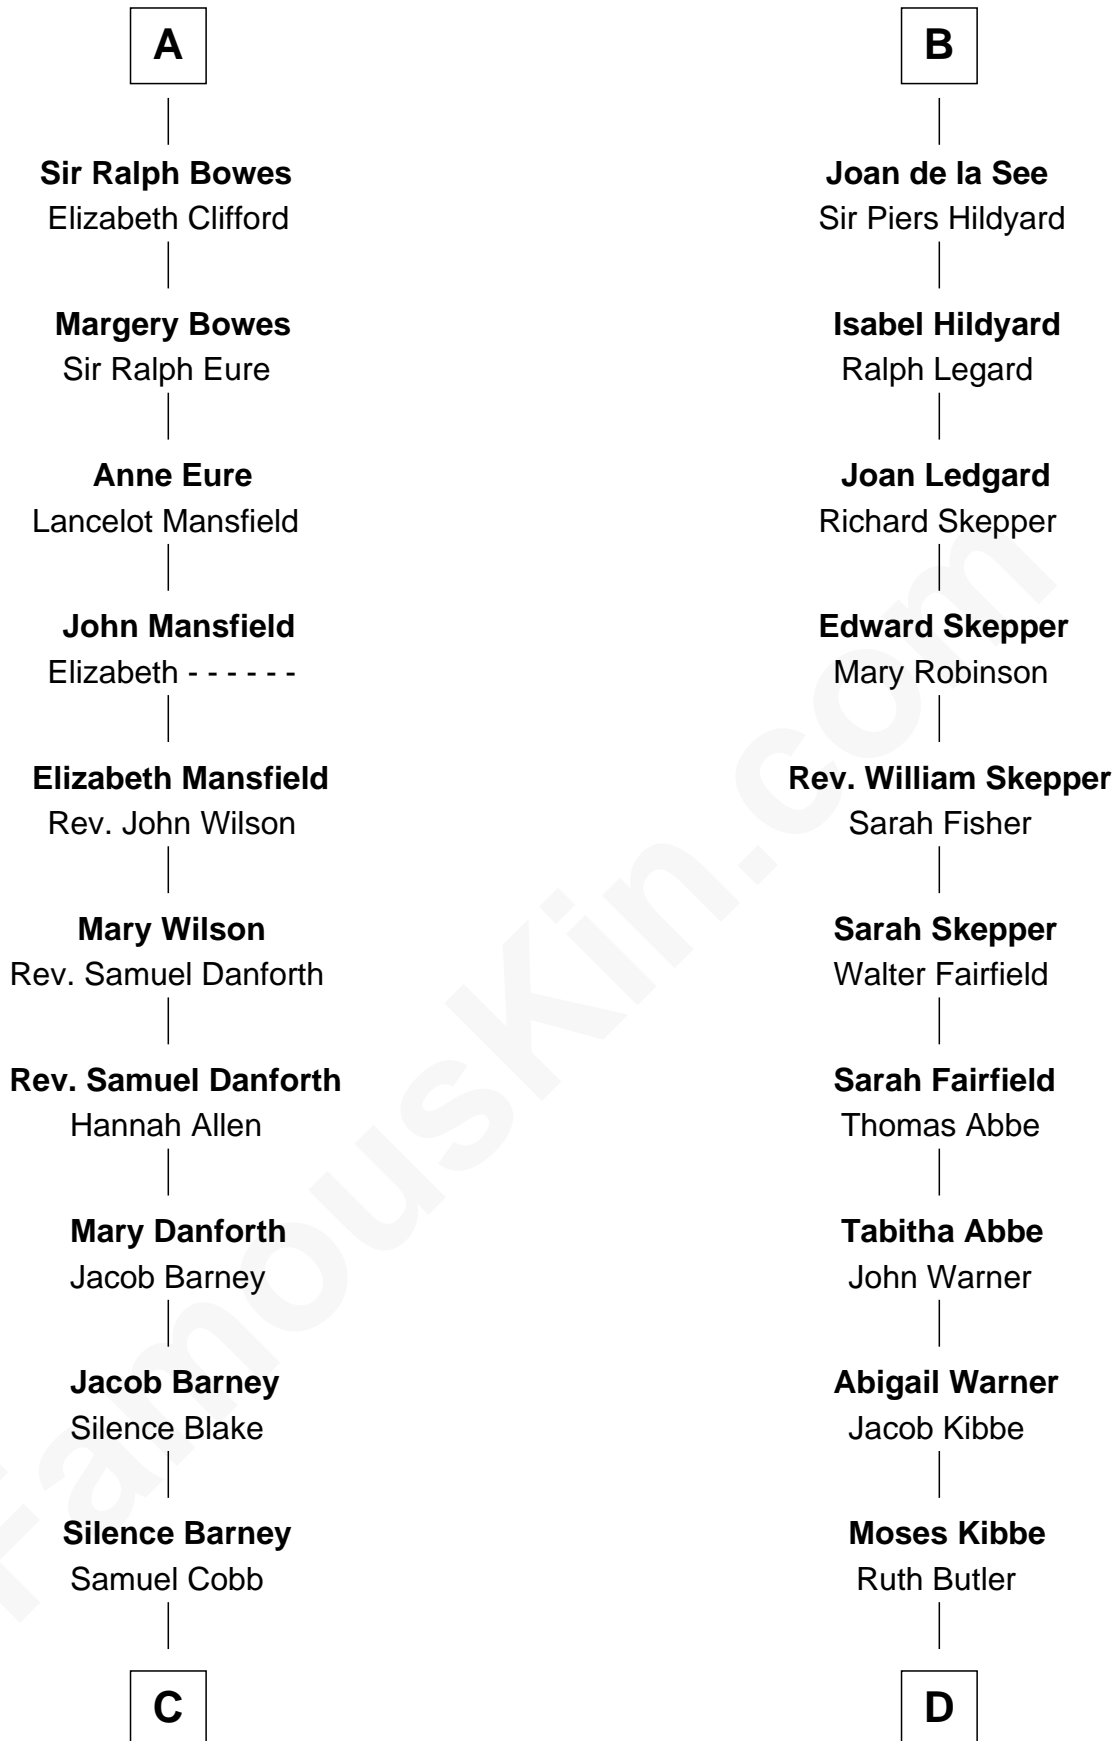 A
Sir Ralph Bowes
Elizabeth Clifford
Margery Bowes
Sir Ralph Eure
Anne Eure
Lancelot Mansfield
John Mansfield
Elizabeth - - - - - -
Elizabeth Mansfield
Rev. John Wilson
Mary Wilson
Rev. Samuel Danforth
Rev. Samuel Danforth
Hannah Allen
Mary Danforth
Jacob Barney
Jacob Barney
Silence Blake
Silence Barney
Samuel Cobb
C
B
Joan de la See
Sir Piers Hildyard
Isabel Hildyard
Ralph Legard
Joan Ledgard
Richard Skepper
Edward Skepper
Mary Robinson
Rev. William Skepper
Sarah Fisher
Sarah Skepper
Walter Fairfield
Sarah Fairfield
Thomas Abbe
Tabitha Abbe
John Warner
Abigail Warner
Jacob Kibbe
Moses Kibbe
Ruth Butler
D
FamousKin.com